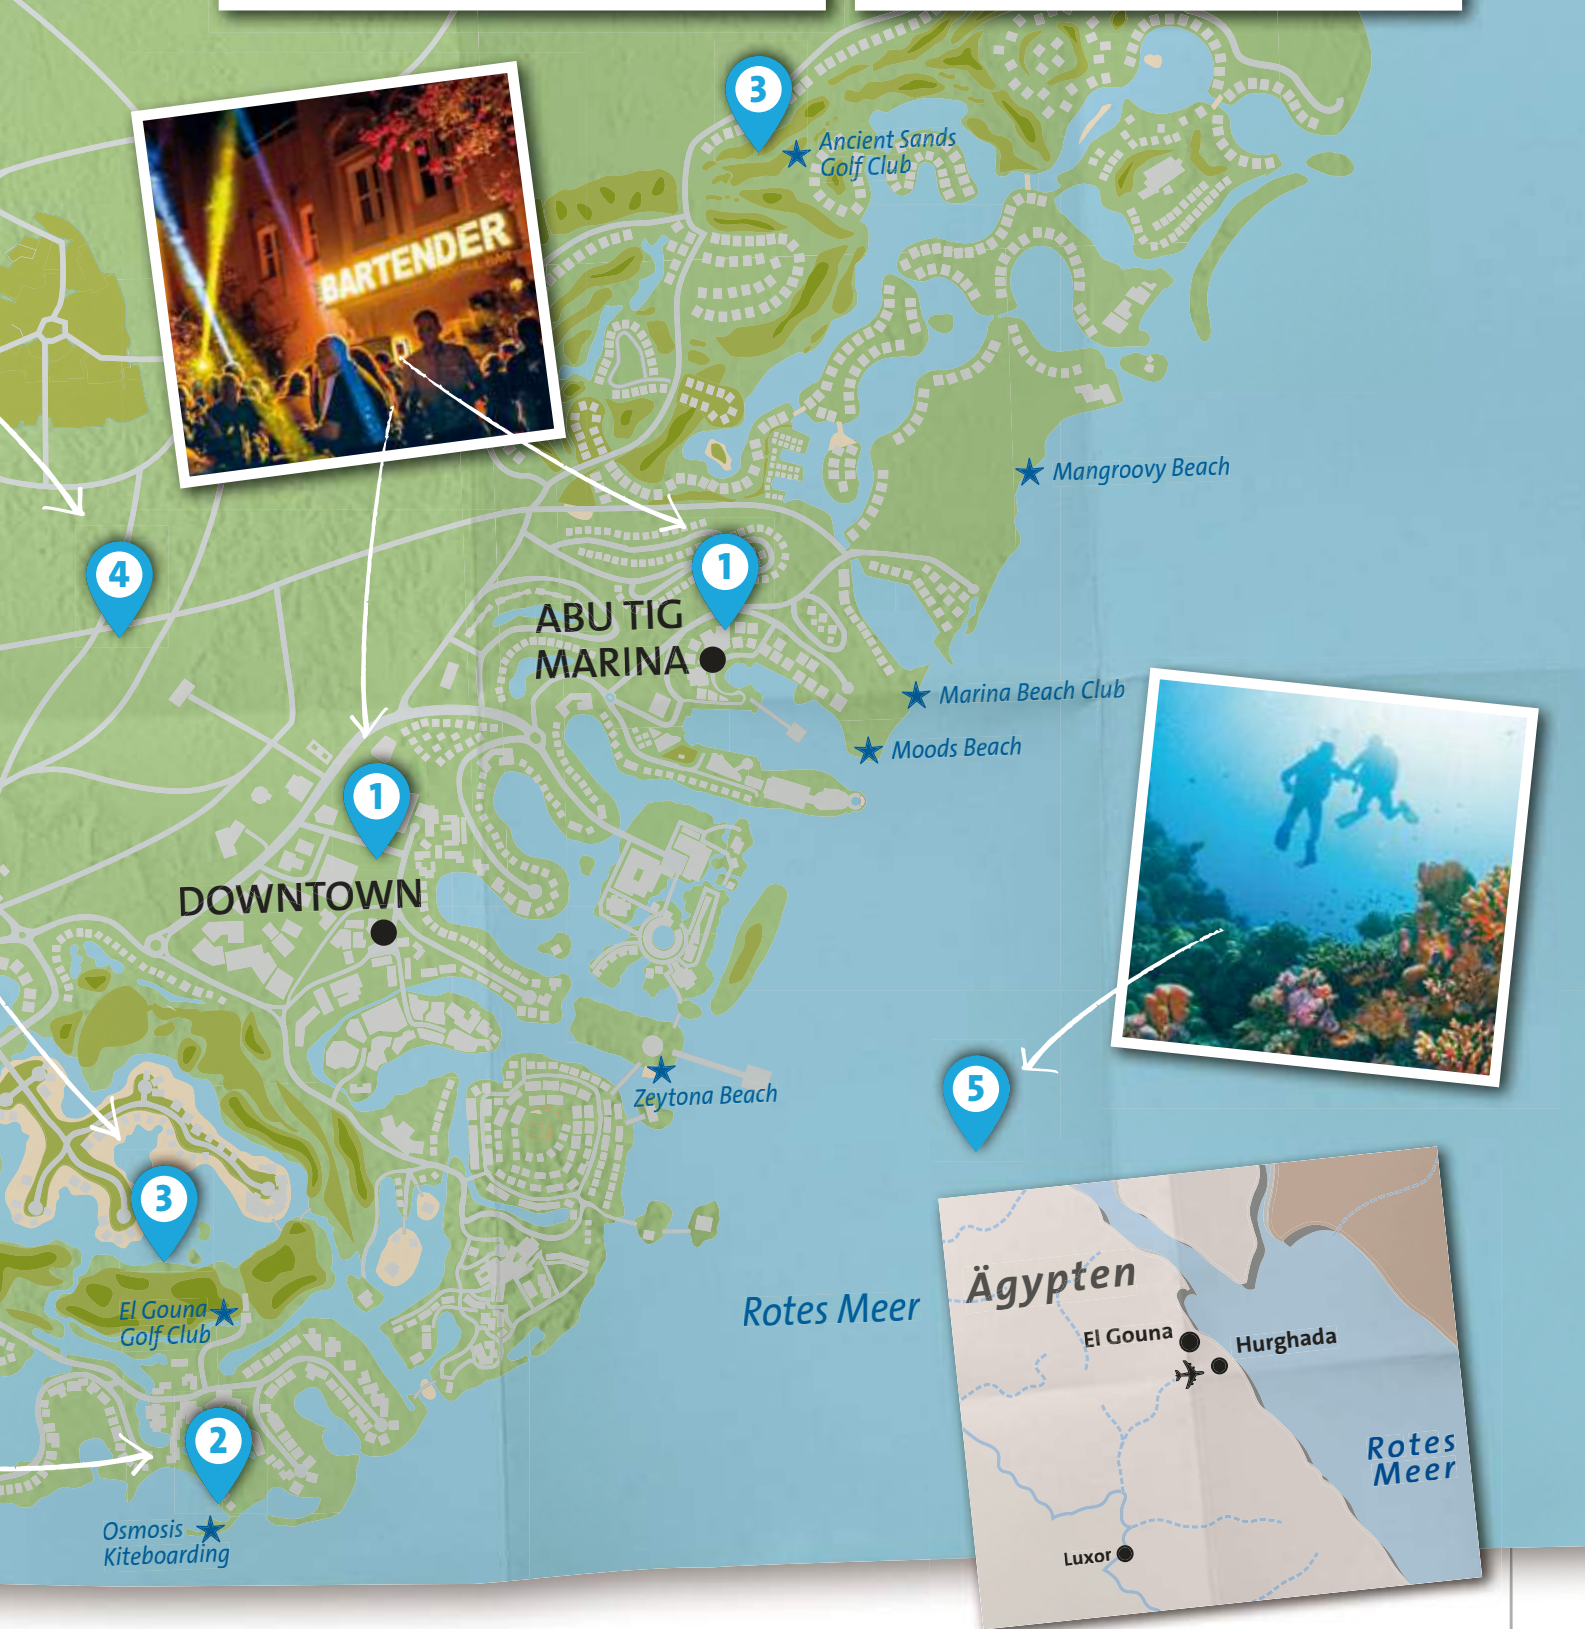 3
Ancient Sands
Golf Club
BARTENDER
Mangroovy Beach
4
1
ABU TIG
MARINA
Marina Beach Club
Moods Beach
1
DOWNTOWN
Zeytona Beach
5
3
El Gouna
Golf Club
Rotes Meer
2
Osmosis
Kiteboarding
Ägypten
El Gouna
Hurghada
Rotes
Meer
Luxor